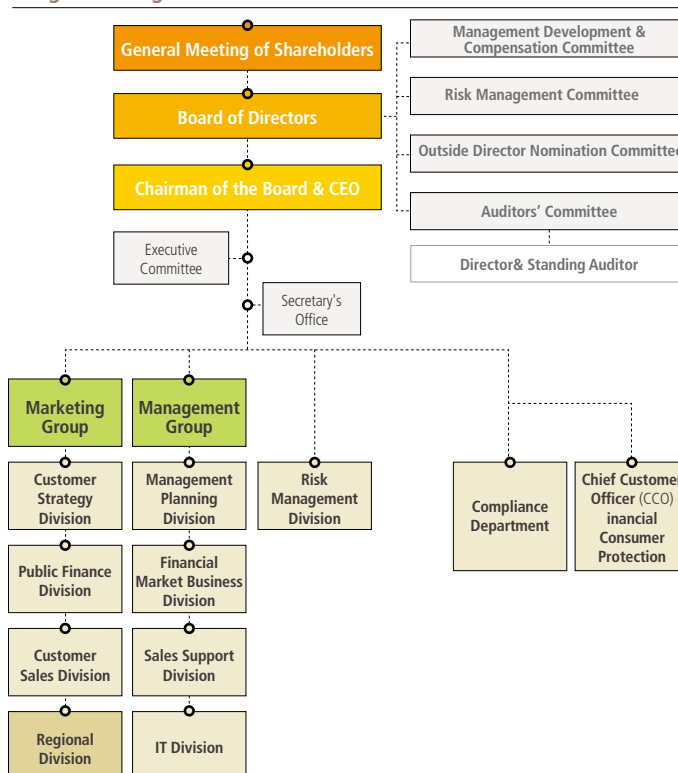 General Meeting of Shareholders
Board of Directors
Chairman of the Board & CEO
Management Development &
Compensation Committee
Risk Management Committee
Outside Director Nomination Committee
Auditors' Committee
Director& Standing Auditor
Executive
Committee
Secretary's
Office
Marketing
Group
Management
Group
Customer
Strategy
Division
Management
Planning
Division
Risk
Management
Division
Compliance
Department
Chief Customer
Officer (CCO)
inancial
Consumer
Protection
Public Finance
Division
Financial
Market Business
Division
Customer
Sales Division
Sales Support
Division
Regional
Division
IT Division